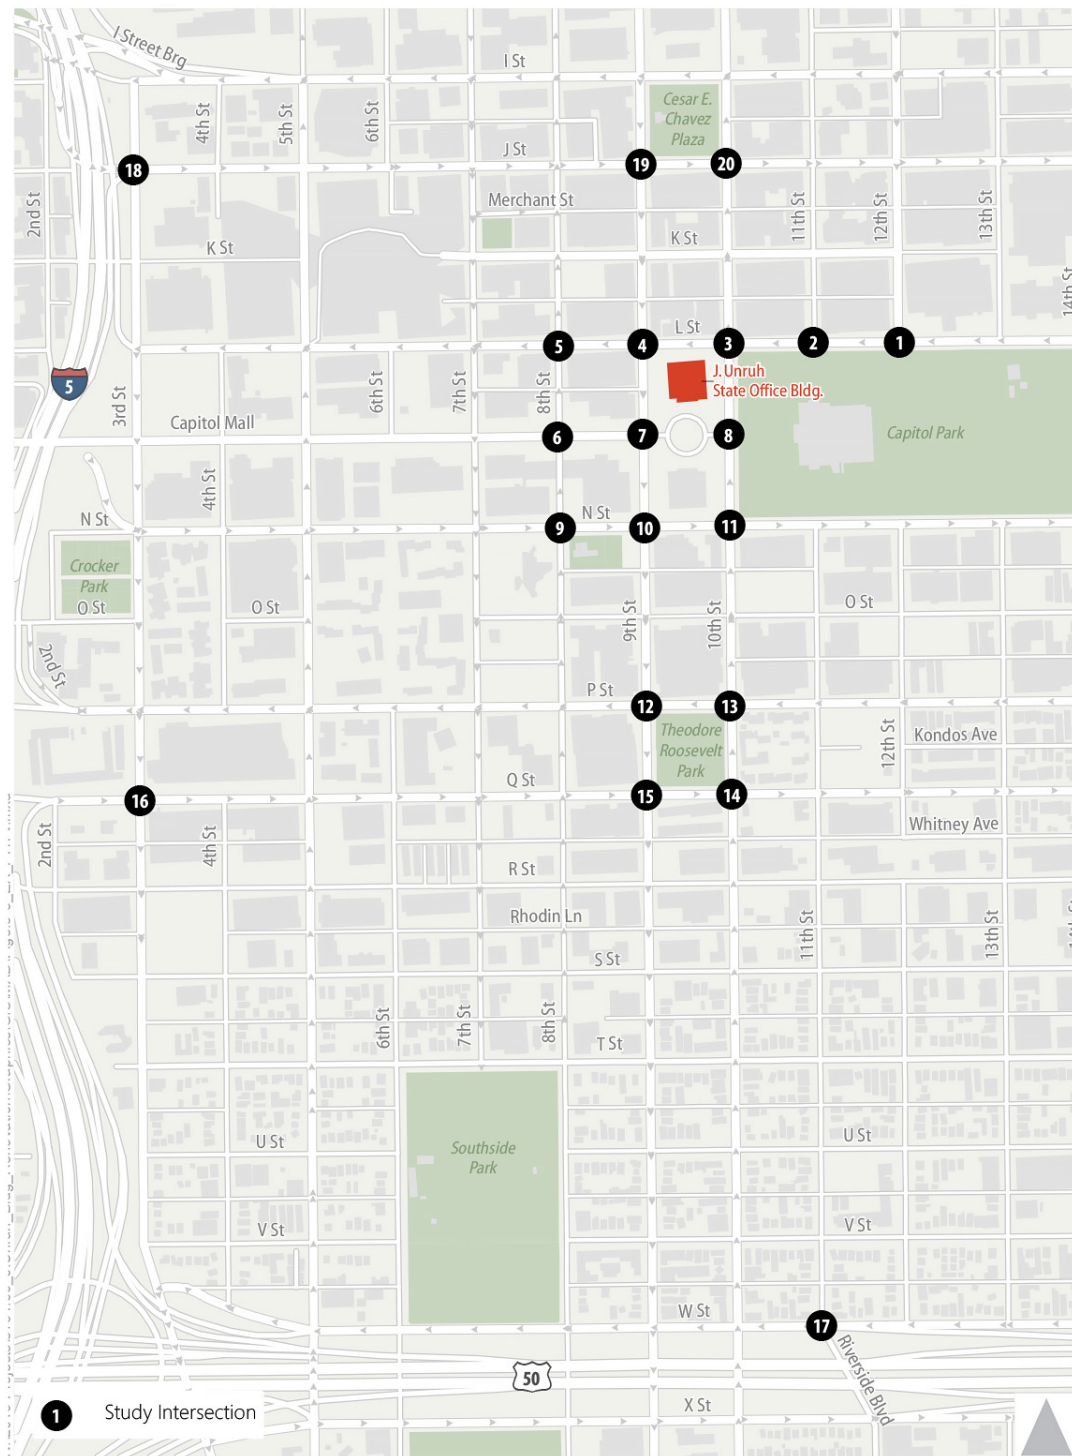 I Street Brg
I St
4th St
5th St
6th St
Cesar E.
Chavez
Plaza
J St
18
19
20
2nd St
Merchant St
K St
K St
11th St
12th St
13th St
14th St
L St
5
4
3
2
1
5
J. Unruh
State Office Bldg.
3rd St
6th St
7th St
8th St
Capitol Mall
6
7
8
Capitol Park
4th St
N St
N St
9
10
11
Crocker
Park
O St
O St
O St
9th St
10th St
2nd St
P St
12
13
Theodore
Roosevelt
Park
12th St
Kondos Ave
Q St
16
15
14
2nd St
4th St
Whitney Ave
R St
Rhodin Ln
11th St
13th St
S St
6th St
7th St
8th St
T St
U St
U St
Southside
Park
V St
V St
W St
17
Riverside Blvd
50
X St
1
Study Intersection